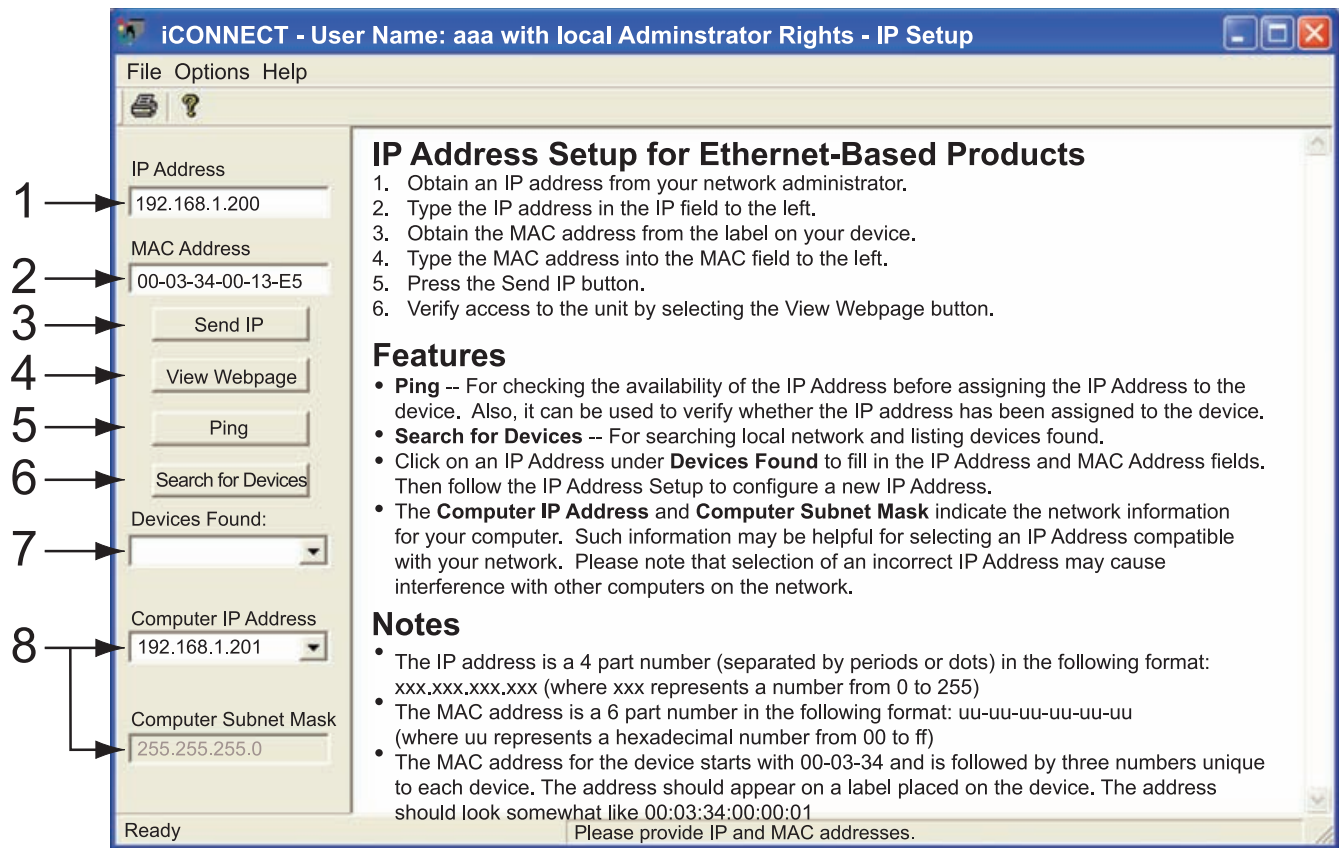 iCONNECT - User Name: aaa with local Adminstrator Rights - IP Setup
File Options Help
IP Address
1
192.168.1.200
MAC Address
2
00-03-34-00-13-E5
3
Send IP
4
View Webpage
5
Ping
6
Search for Devices
Devices Found:
7
Computer IP Address
8
192.168.1.201
Computer Subnet Mask
255.255.255.0
IP Address Setup for Ethernet-Based Products
1. Obtain an IP address from your network administrator.
2. Type the IP address in the IP field to the left.
3. Obtain the MAC address from the label on your device.
4. Type the MAC address into the MAC field to the left.
5. Press the Send IP button.
6. Verify access to the unit by selecting the View Webpage button.
Features
• Ping -- For checking the availability of the IP Address before assigning the IP Address to the
device. Also, it can be used to verify whether the IP address has been assigned to the device.
• Search for Devices -- For searching local network and listing devices found.
• Click on an IP Address under Devices Found to fill in the IP Address and MAC Address fields.
Then follow the IP Address Setup to configure a new IP Address.
• The Computer IP Address and Computer Subnet Mask indicate the network information
for your computer. Such information may be helpful for selecting an IP Address compatible
with your network. Please note that selection of an incorrect IP Address may cause
interference with other computers on the network.
Notes
• The IP address is a 4 part number (separated by periods or dots) in the following format:
xxx.xxx.xxx.xxx (where xxx represents a number from 0 to 255)
• The MAC address is a 6 part number in the following format: uu-uu-uu-uu-uu-uu
(where uu represents a hexadecimal number from 00 to ff)
• The MAC address for the device starts with 00-03-34 and is followed by three numbers unique
to each device. The address should appear on a label placed on the device. The address
should look somewhat like 00:03:34:00:00:01
Ready
Please provide IP and MAC addresses.